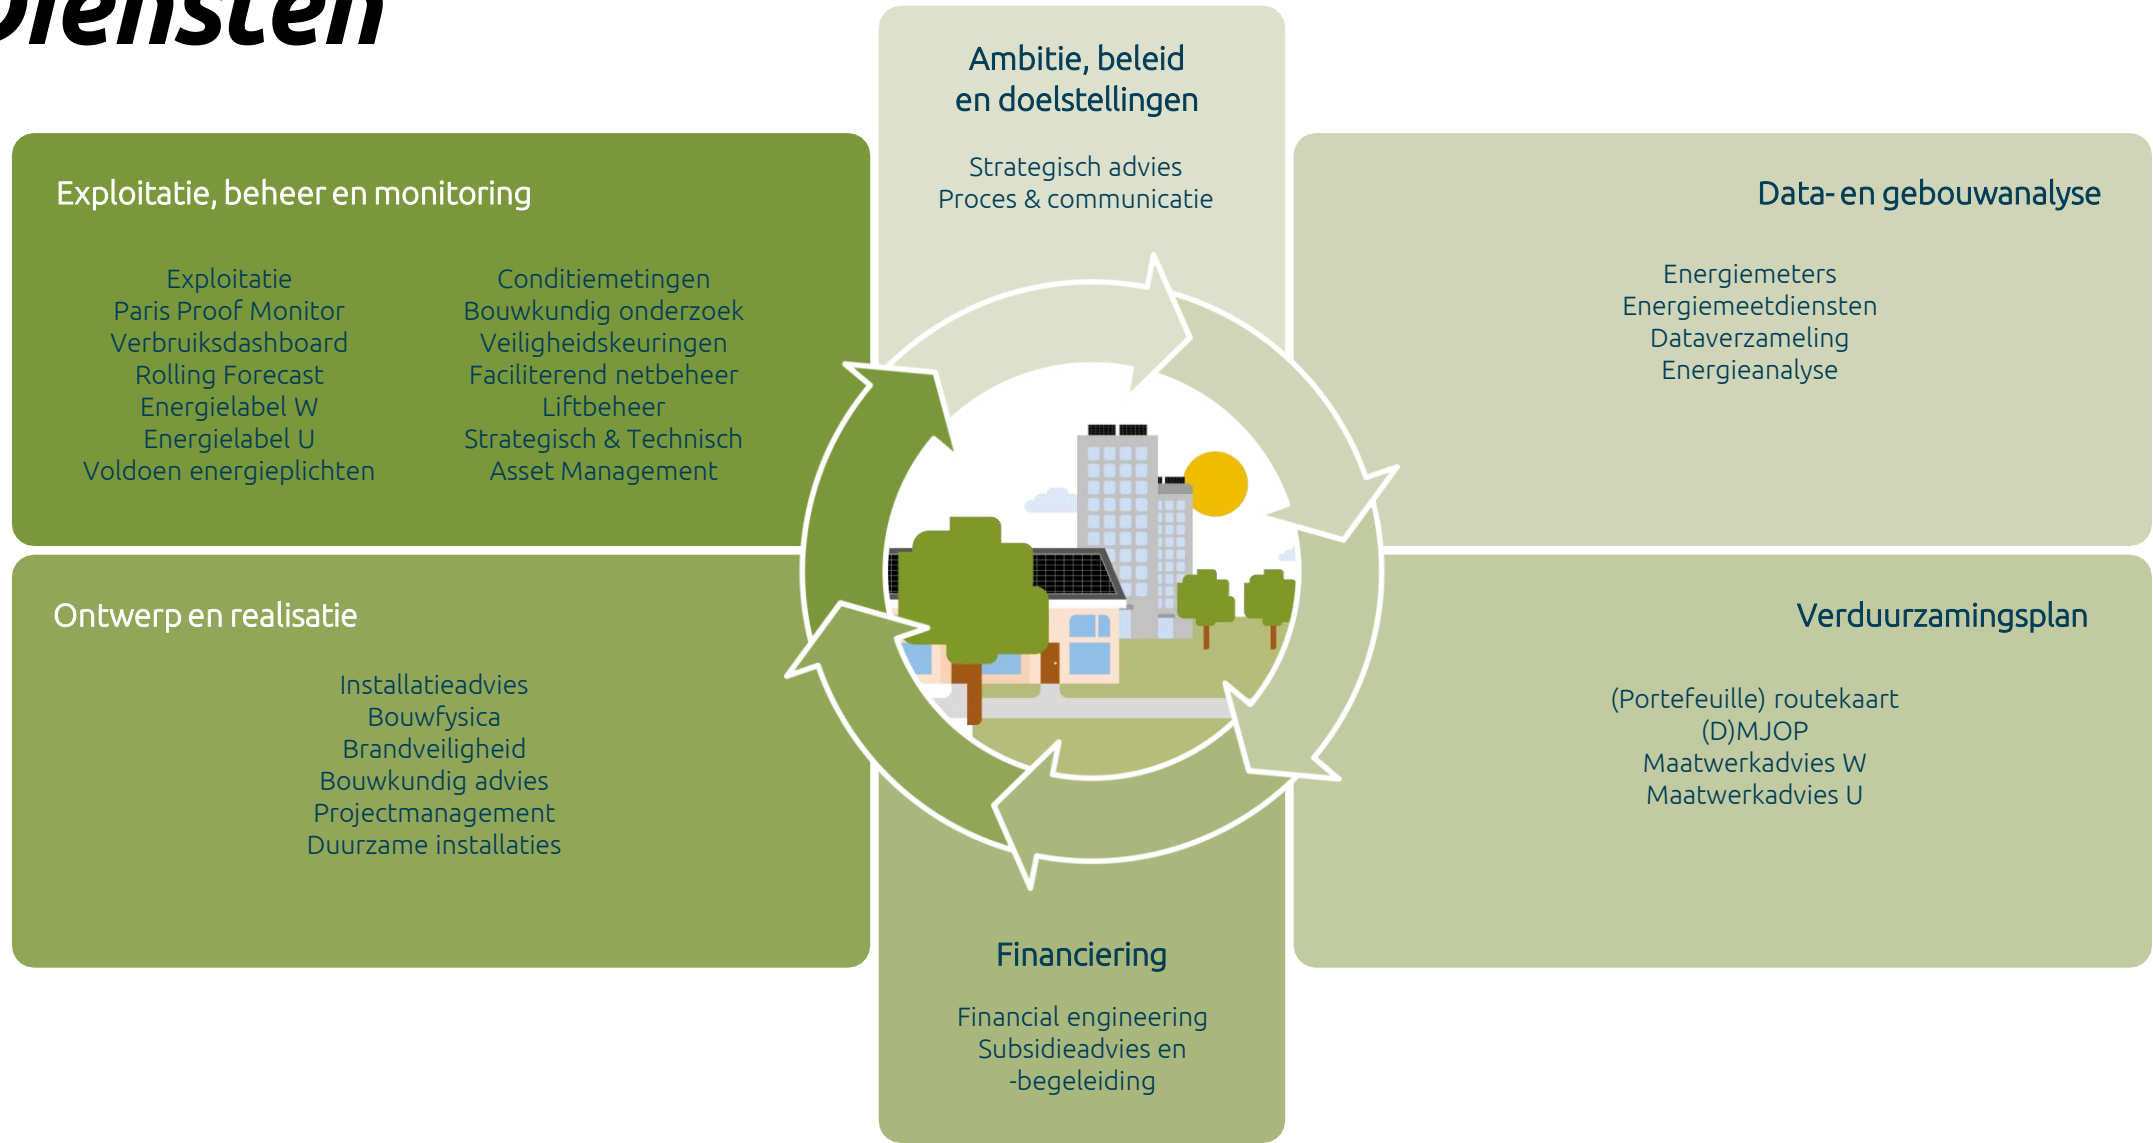 Diensten
Ambitie, beleid
en doelstellingen
Strategisch advies
Proces & communicatie
Exploitatie, beheer en monitoring
Exploitatie
Paris Proof Monitor
Verbruiksdashboard
Rolling Forecast
Energielabel W
Energielabel U
Voldoen energieplichten
Conditiemetingen
Bouwkundig onderzoek
Veiligheidskeuringen
Faciliterend netbeheer
Liftbeheer
Strategisch & Technisch
Asset Management
Data- en gebouwanalyse
Energiemeters
Energiemeetdiensten
Dataverzameling
Energieanalyse
Ontwerp en realisatie
Installatieadvies
Bouwfysica
Brandveiligheid
Bouwkundig advies
Projectmanagement
Duurzame installaties
Verduurzamingsplan
(Portefeuille) routekaart
(D)MJOP
Maatwerkadvies W
Maatwerkadvies U
Financiering
Financial engineering
Subsidieadvies en
-begeleiding